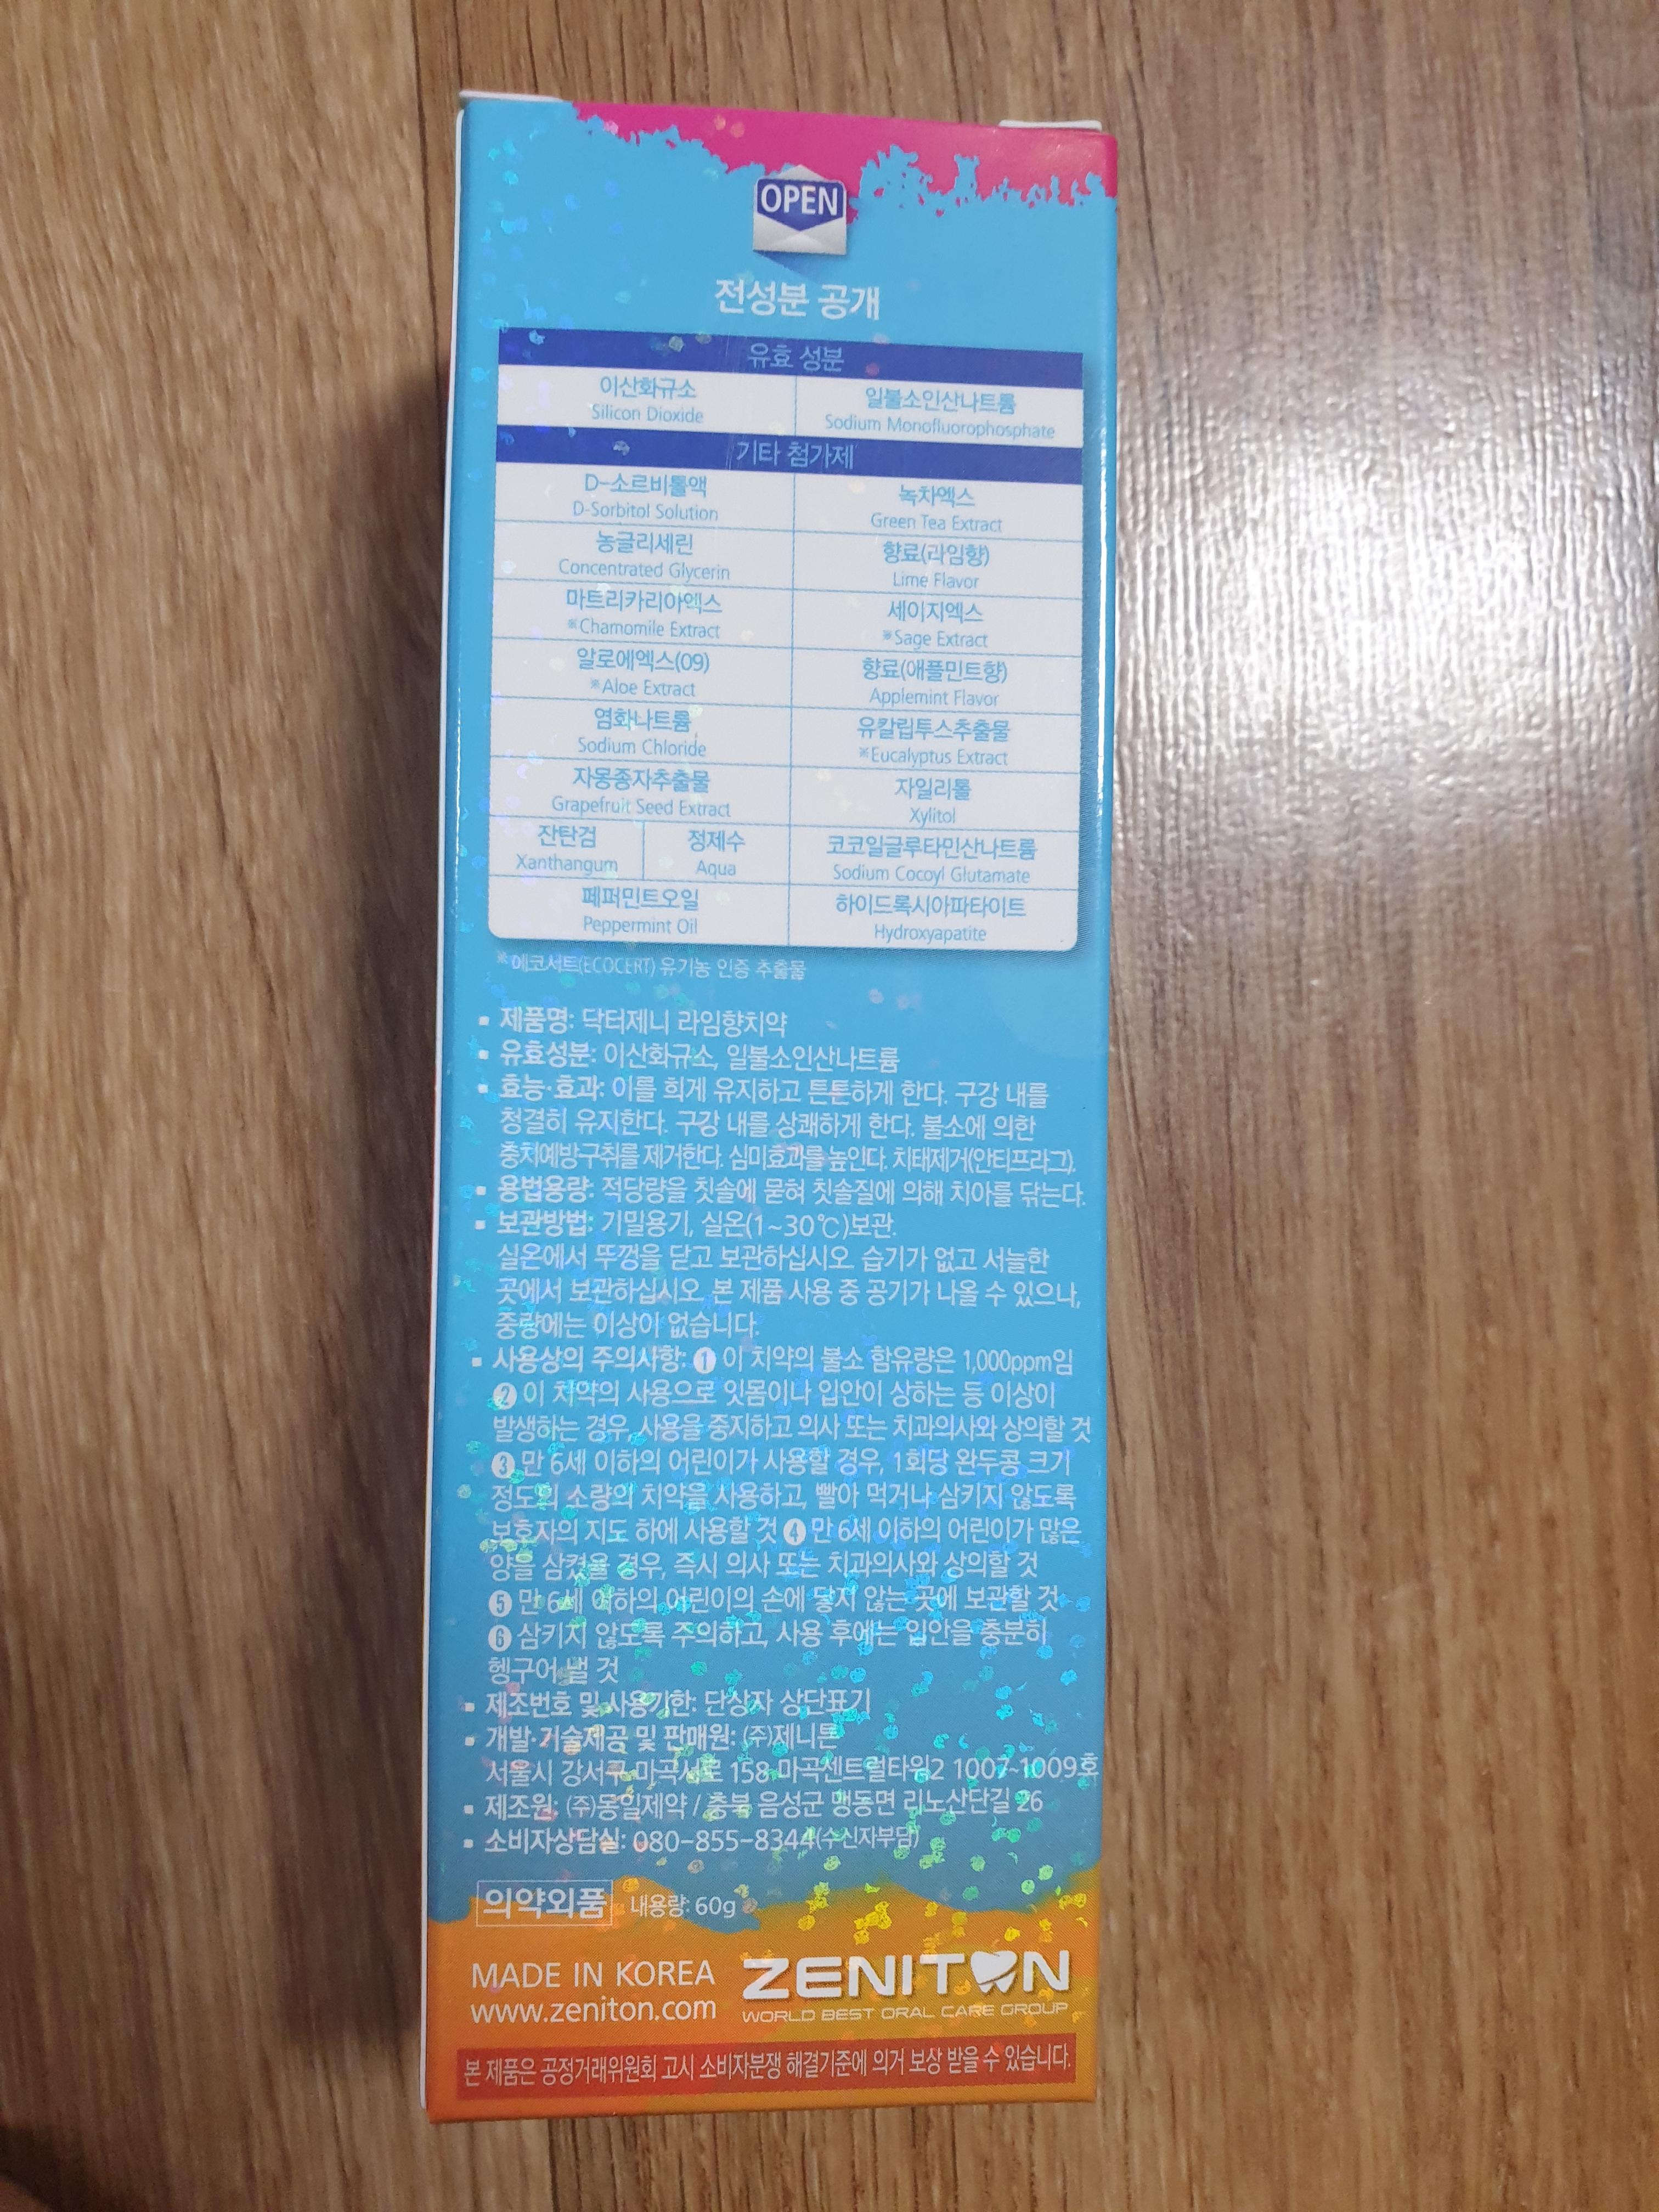 OPEN
전성분 공개
유효 성분
이산화규소 일불소인산나트륨
Silicon Dioxide Sodium Monofluorophosphate
기타 첨가제
D-소르비톨액 녹차엑스
D-Sorbitol Solution Green Tea Extract
농글리세린 향료(라임향)
Concentrated Glycerin Lime Flavor
마트리카리아엑스 세이지엑스
※Chamomile Extract ※Sage Extract
알로에엑스(09) 향료(애플민트향)
※Aloe Extract Applemint Flavor
염화나트륨 유칼립투스추출물
Sodium Chloride ※Eucalyptus Extract
자몽종자추출물 자일리톨
Grapefruit Seed Extract Xylitol
잔탄검 정제수 코코일글루타민산나트륨
Xanthangum Aqua Sodium Cocoyl Glutamate
페퍼민트오일 하이드록시아파타이트
Peppermint Oil Hydroxyapatite
※에코서트(ECOCERT) 유기농 인증 추출물
▪ 제품명: 닥터제니 라임향치약
▪ 유효성분: 이산화규소, 일불소인산나트륨
▪ 효능·효과: 이를 희게 유지하고 튼튼하게 한다. 구강 내를
청결히 유지한다. 구강 내를 상쾌하게 한다. 불소에 의한
충치예방구취를 제거한다. 심미효과를 높인다. 치태제거(안티프라그).
▪ 용법용량: 적당량을 칫솔에 묻혀 칫솔질에 의해 치아를 닦는다.
▪ 보관방법: 기밀용기, 실온(1~30℃)보관.
실온에서 뚜껑을 닫고 보관하십시오. 습기가 없고 서늘한
곳에서 보관하십시오. 본 제품 사용 중 공기가 나올 수 있으나,
중량에는 이상이 없습니다.
▪ 사용상의 주의사항: ❶ 이 치약의 불소 함유량은 1,000ppm임
❷ 이 치약의 사용으로 잇몸이나 입안이 상하는 등 이상이
발생하는 경우, 사용을 중지하고 의사 또는 치과의사와 상의할 것
❸ 만 6세 이하의 어린이가 사용할 경우, 1회당 완두콩 크기
정도의 소량의 치약을 사용하고, 빨아 먹거나 삼키지 않도록
보호자의 지도 하에 사용할 것 ❹ 만 6세 이하의 어린이가 많은
양을 삼켰을 경우, 즉시 의사 또는 치과의사와 상의할 것
❺ 만 6세 이하의 어린이의 손에 닿지 않는 곳에 보관할 것
❻ 삼키지 않도록 주의하고, 사용 후에는 입안을 충분히
헹구어 낼 것
▪ 제조번호 및 사용기한: 단상자 상단표기
▪ 개발·기술제공 및 판매원: (주)제니튼
서울시 강서구 마곡서로 158 마곡센트럴타워2 1007~1009호
▪ 제조원: (주)동일제약 / 충북 음성군 맹동면 리노산단길 26
▪ 소비자상담실: 080-855-8344(수신자부담)
의약외품 내용량: 60g
MADE IN KOREA ZENITON
www.zeniton.com WORLD BEST ORAL CARE GROUP
본 제품은 공정거래위원회 고시 소비자분쟁 해결기준에 의거 보상 받을 수 있습니다.